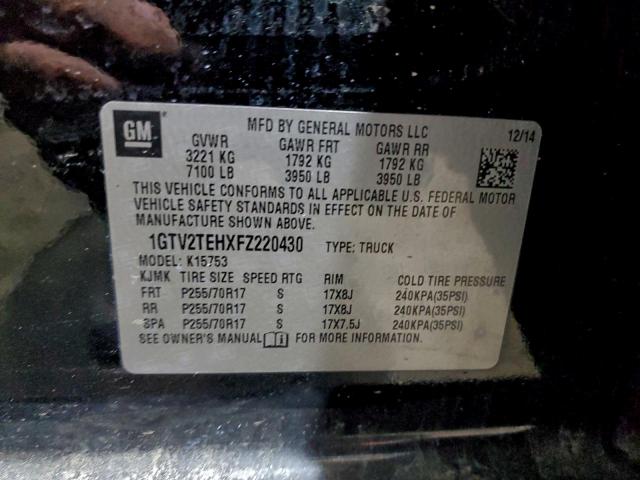 GM
MFD BY GENERAL MOTORS LLC 12/14
GVWR GAWR FRT GAWR RR
3221 KG 1792 KG 1792 KG
7100 LB 3950 LB 3950 LB
THIS VEHICLE CONFORMS TO ALL APPLICABLE U.S. FEDERAL MOTOR
VEHICLE SAFETY STANDARDS IN EFFECT ON THE DATE OF
MANUFACTURE SHOWN ABOVE.
1GTV2TEHXFZ220430 TYPE: TRUCK
MODEL: K15753
KJMK TIRE SIZE SPEED RTG RIM COLD TIRE PRESSURE
FRT P255/70R17 S 17X8J 240KPA(35PSI)
RR P255/70R17 S 17X8J 240KPA(35PSI)
SPA P255/70R17 S 17X7.5J 240KPA(35PSI)
SEE OWNER'S MANUAL FOR MORE INFORMATION